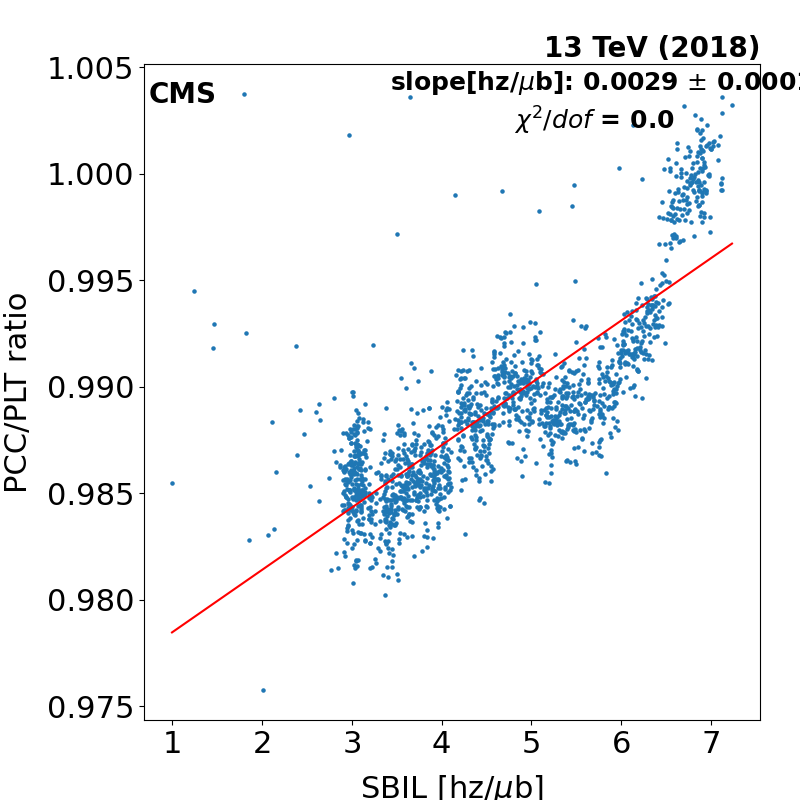 13 TeV (2018)
CMS
slope[hz/μb]: 0.0029 ± 0.0001
χ²/dof = 0.0
1.005
1.000
0.995
0.990
0.985
0.980
0.975
PCC/PLT ratio
1 2 3 4 5 6 7
SBIL [hz/μb]